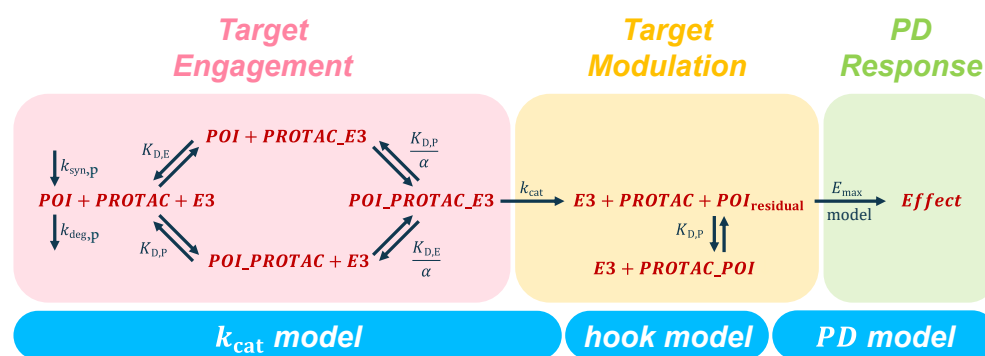 Target
Engagement
Target
Modulation
PD
Response
POI + PROTAC_E3
K_D,E
K_D,P
α
k_syn,p
POI + PROTAC + E3
k_deg,p
POI_PROTAC_E3
k_cat
E3 + PROTAC + POI_residual
E_max
model
Effect
K_D,P
POI_PROTAC + E3
K_D,E
α
K_D,P
E3 + PROTAC_POI
k_cat model
hook model
PD model